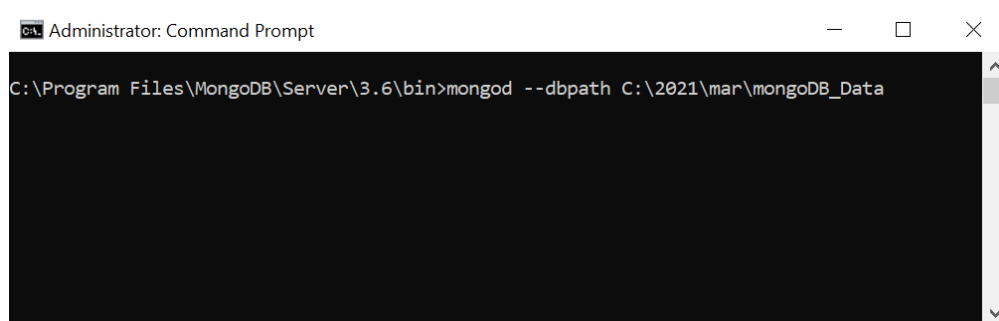 Administrator: Command Prompt
C:\Program Files\MongoDB\Server\3.6\bin>mongod --dbpath C:\2021\mar\mongoDB_Data